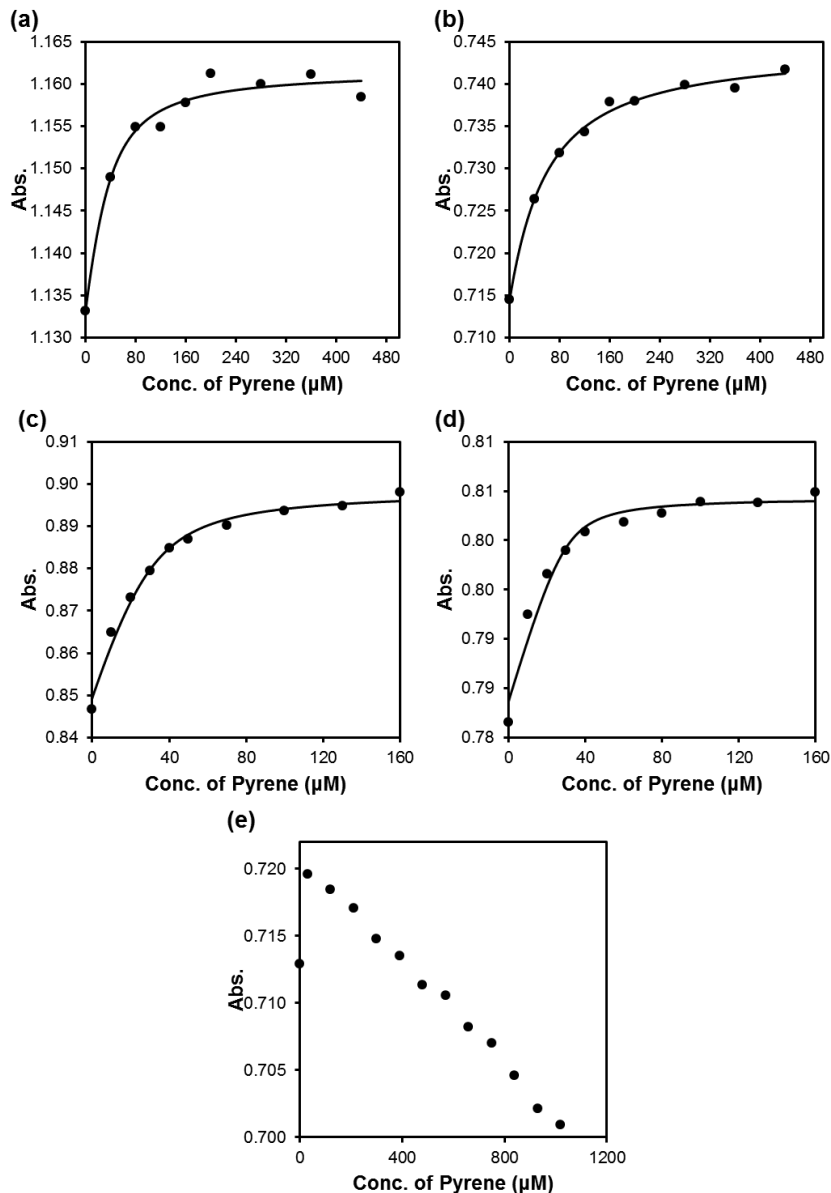 (a)
1.165
1.160
1.155
1.150
1.145
1.140
1.135
1.130
Abs.
0 80 160 240 320 400 480
Conc. of Pyrene (µM)
(b)
0.745
0.740
0.735
0.730
0.725
0.720
0.715
0.710
Abs.
0 80 160 240 320 400 480
Conc. of Pyrene (µM)
(c)
0.91
0.90
0.89
0.88
0.87
0.86
0.85
0.84
Abs.
0 40 80 120 160
Conc. of Pyrene (µM)
(d)
0.81
0.81
0.80
0.80
0.79
0.79
0.78
Abs.
0 40 80 120 160
Conc. of Pyrene (µM)
(e)
0.720
0.715
0.710
0.705
0.700
Abs.
0 400 800 1200
Conc. of Pyrene (µM)